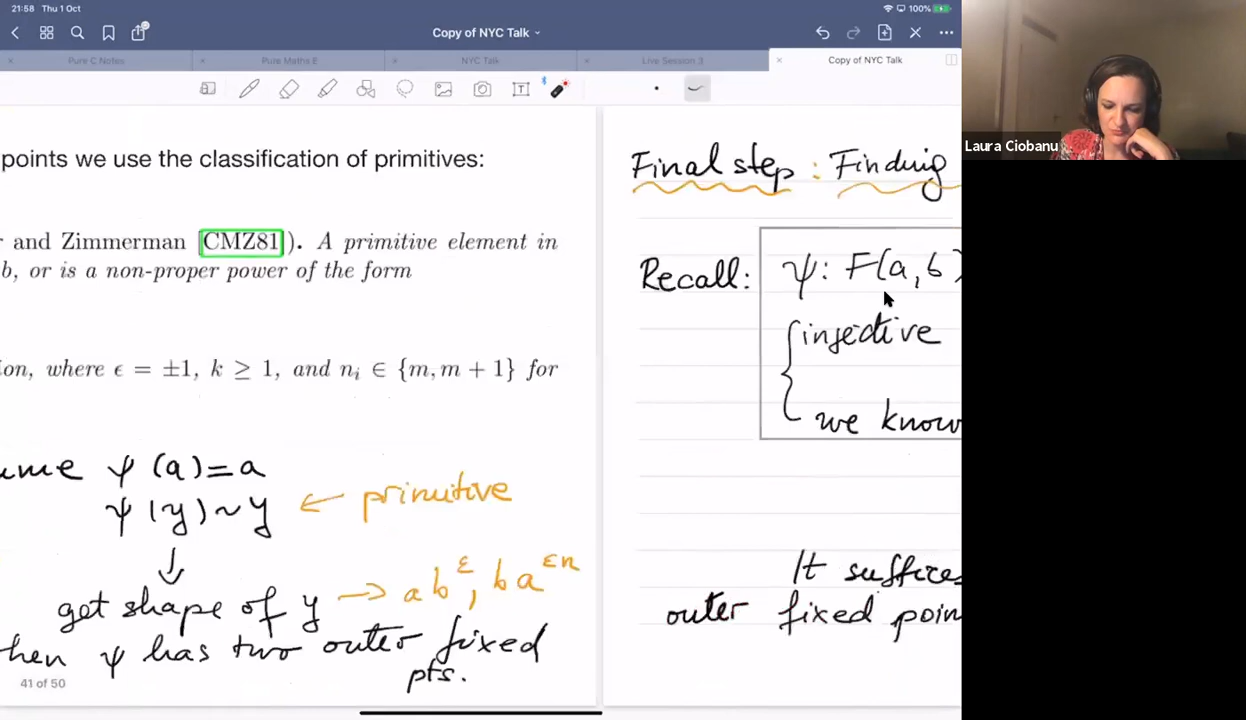 21:58 Thu 1 Oct
100%
Copy of NYC Talk
Pure C Notes
Pure Maths E
NYC Talk
Live Session 3
Copy of NYC Talk
Laura Ciobanu
points we use the classification of primitives:
and Zimmerman [CMZ81]). A primitive element in
b, or is a non-proper power of the form
ion, where ϵ = ±1, k ≥ 1, and nᵢ ∈ {m, m + 1} for
ume ψ(a)=a
ψ(y)~y ← primitive
↓
get shape of y → ab^ε, ba^εn
hen ψ has two outer fixed
pts.
41 of 50
Final step : Finding
Recall: ψ: F(a,b)
{ injective
we know
It suffices
outer fixed poin